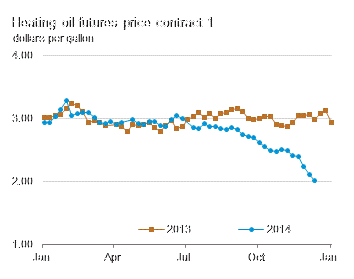 Heating oil futures price contract 1
dollars per gallon
4.00
3.00
2.00
1.00
Jan Apr Jul Oct Jan
2013 2014